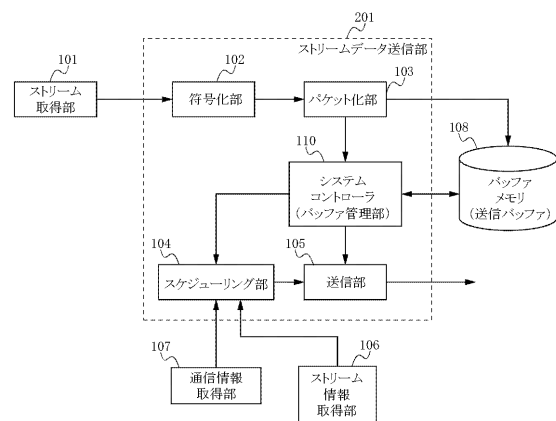 201
ストリームデータ送信部
101
ストリーム
取得部
102
符号化部
103
パケット化部
108
バッファ
メモリ
(送信バッファ)
110
システム
コントローラ
(バッファ管理部)
104
スケジューリング部
105
送信部
107
通信情報
取得部
106
ストリーム
情報
取得部